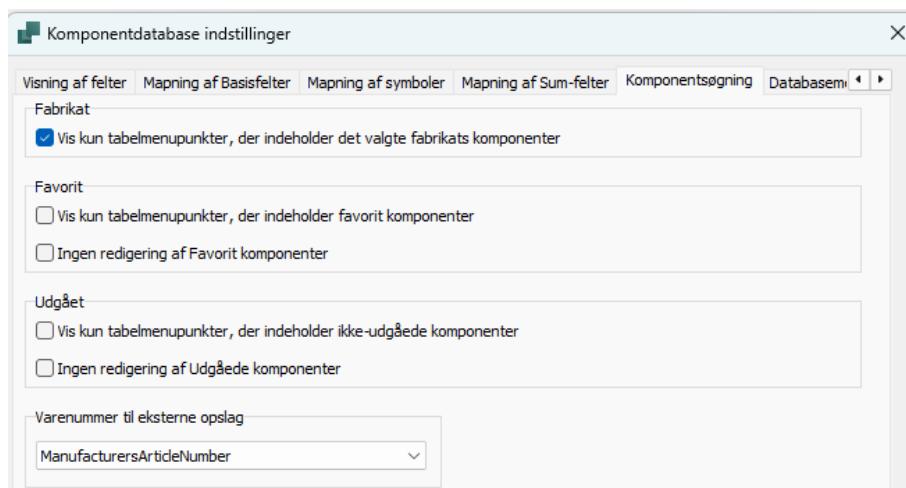 Komponentdatabase indstillinger
Visning af felter Mapning af Basisfelter Mapning af symboler Mapning af Sum-felter Komponentsøgning Databasem
Fabrikat
Vis kun tabelmenupunkter, der indeholder det valgte fabrikats komponenter
Favorit
Vis kun tabelmenupunkter, der indeholder favorit komponenter
Ingen redigering af Favorit komponenter
Udgået
Vis kun tabelmenupunkter, der indeholder ikke-udgåede komponenter
Ingen redigering af Udgåede komponenter
Varenummer til eksterne opslag
ManufacturersArticleNumber